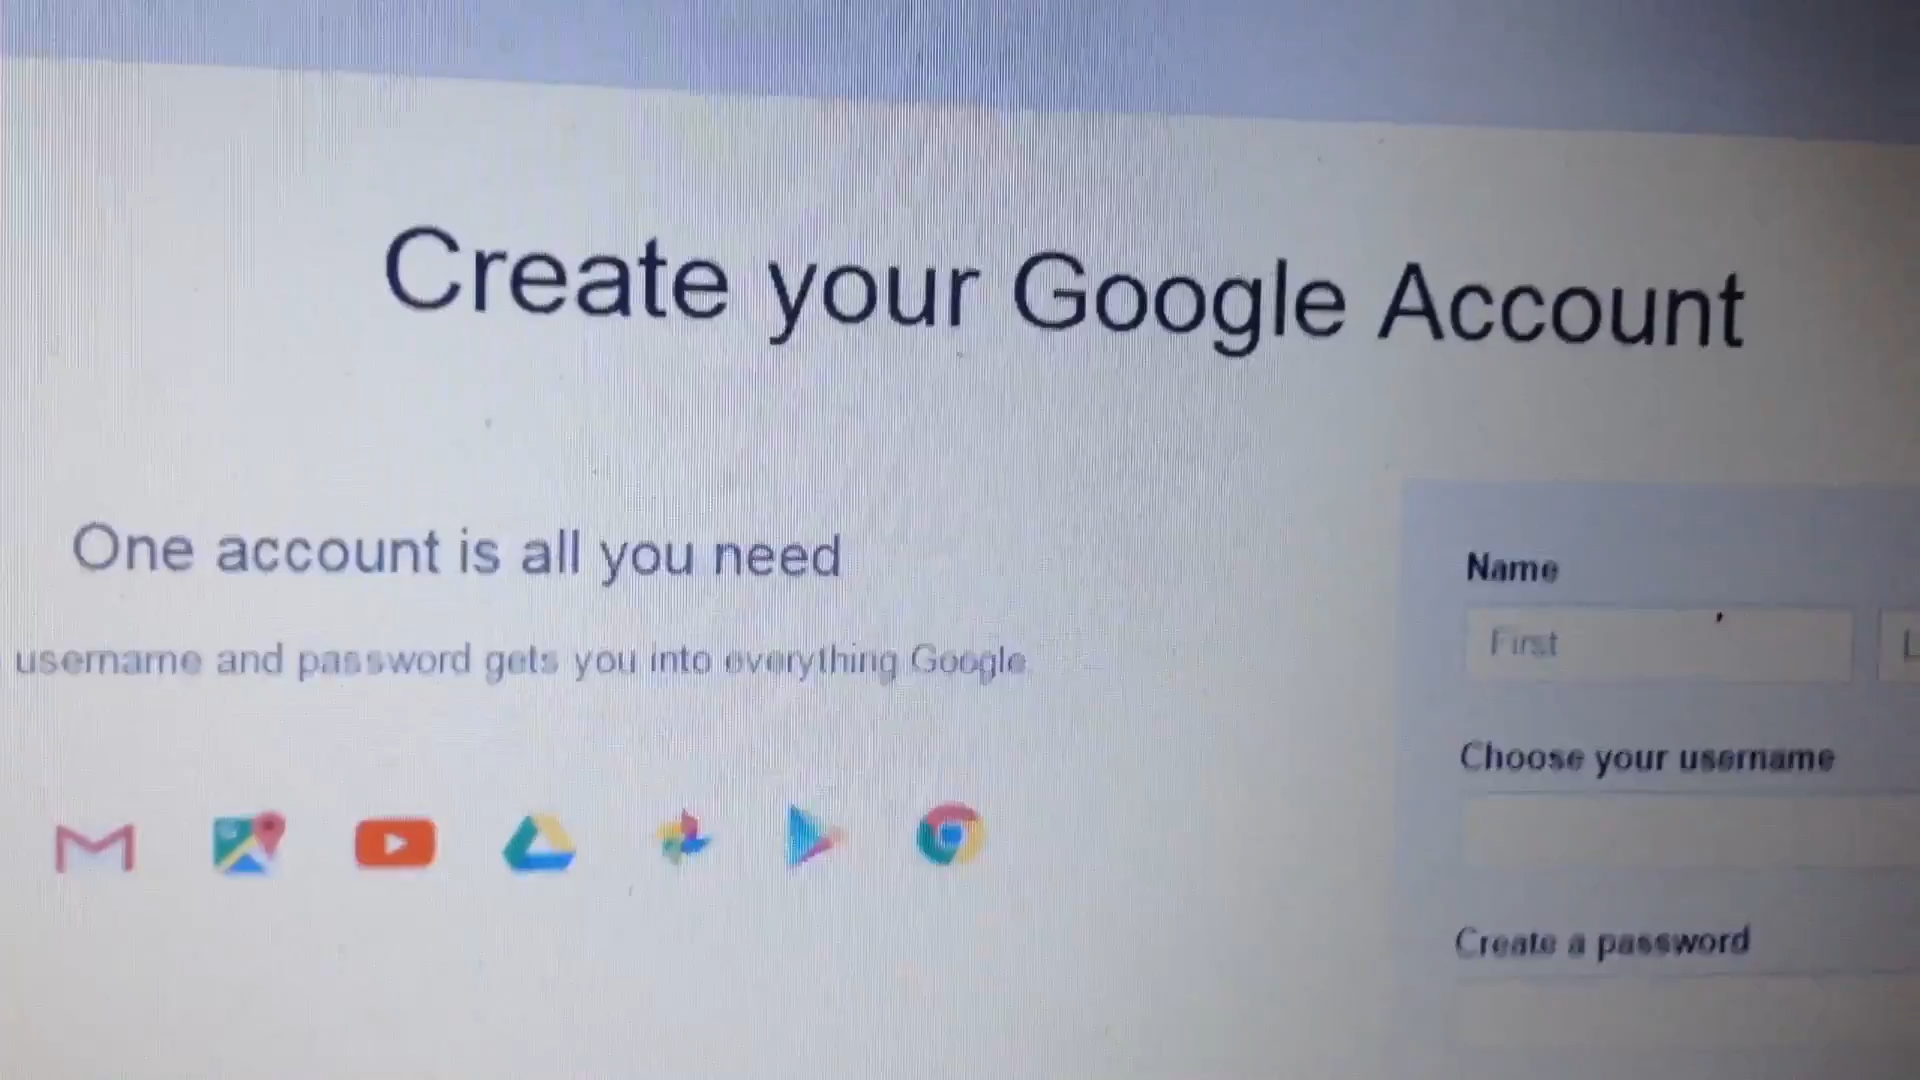 Create your Google Account
One account is all you need
username and password gets you into everything Google
Name
First
L
Choose your username
Create a password